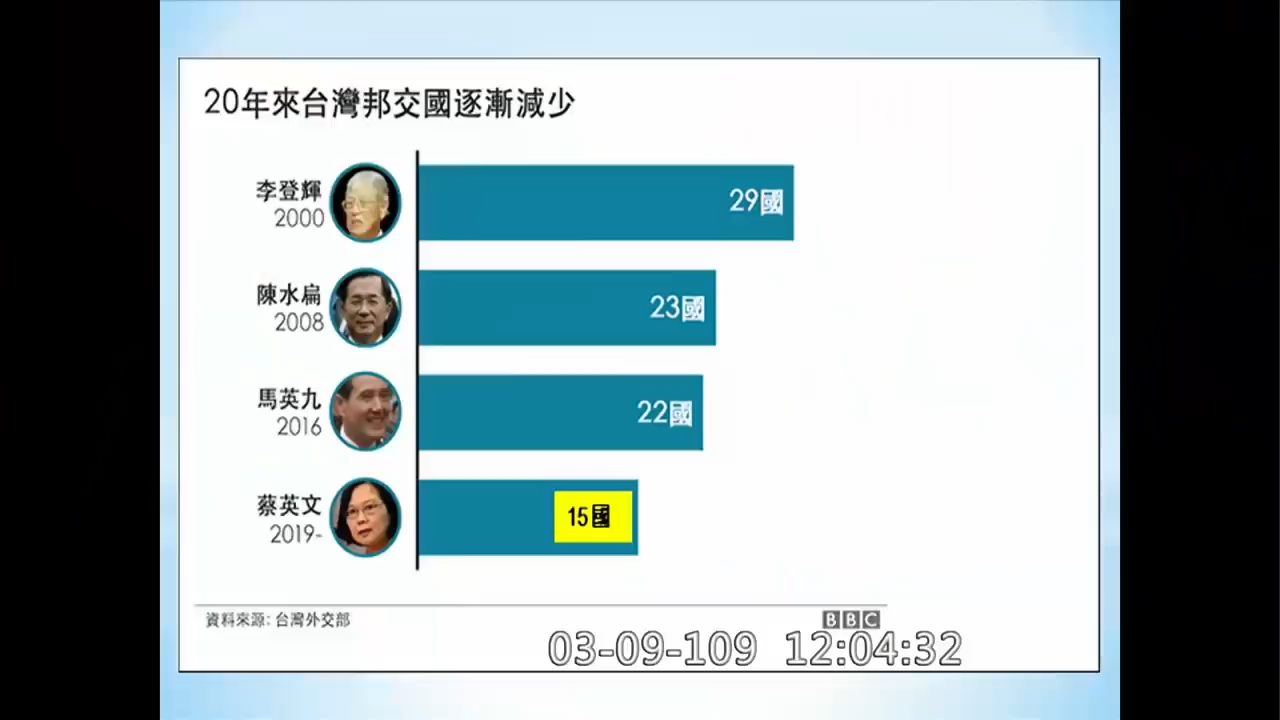 20年來台灣邦交國逐漸減少
李登輝
2000
29國
陳水扁
2008
23國
馬英九
2016
22國
蔡英文
2019-
15國
資料來源: 台灣外交部
BBC
03-09-109 12:04:32